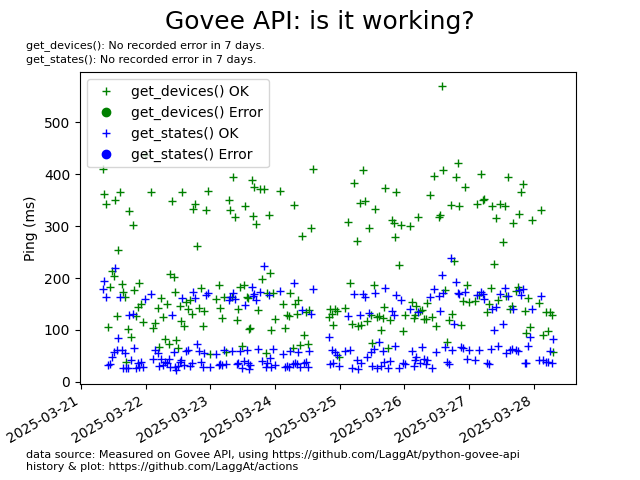 Govee API: is it working?
get_devices(): No recorded error in 7 days.
get_states(): No recorded error in 7 days.
get_devices() OK
get_devices() Error
get_states() OK
get_states() Error
Ping (ms)
500
400
300
200
100
0
2025-03-21
2025-03-22
2025-03-23
2025-03-24
2025-03-25
2025-03-26
2025-03-27
2025-03-28
data source: Measured on Govee API, using https://github.com/LaggAt/python-govee-api
history & plot: https://github.com/LaggAt/actions